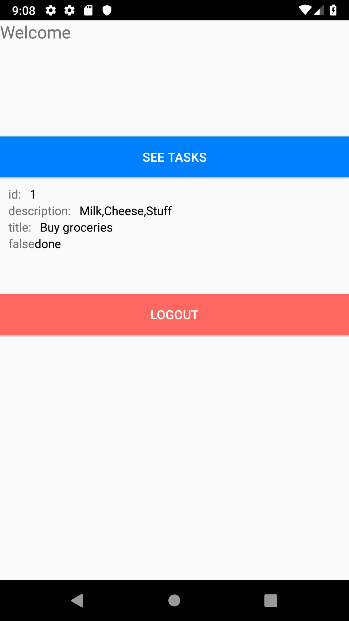 9:08
Welcome
SEE TASKS
id: 1
description: Milk,Cheese,Stuff
title: Buy groceries
falsedone
LOGOUT